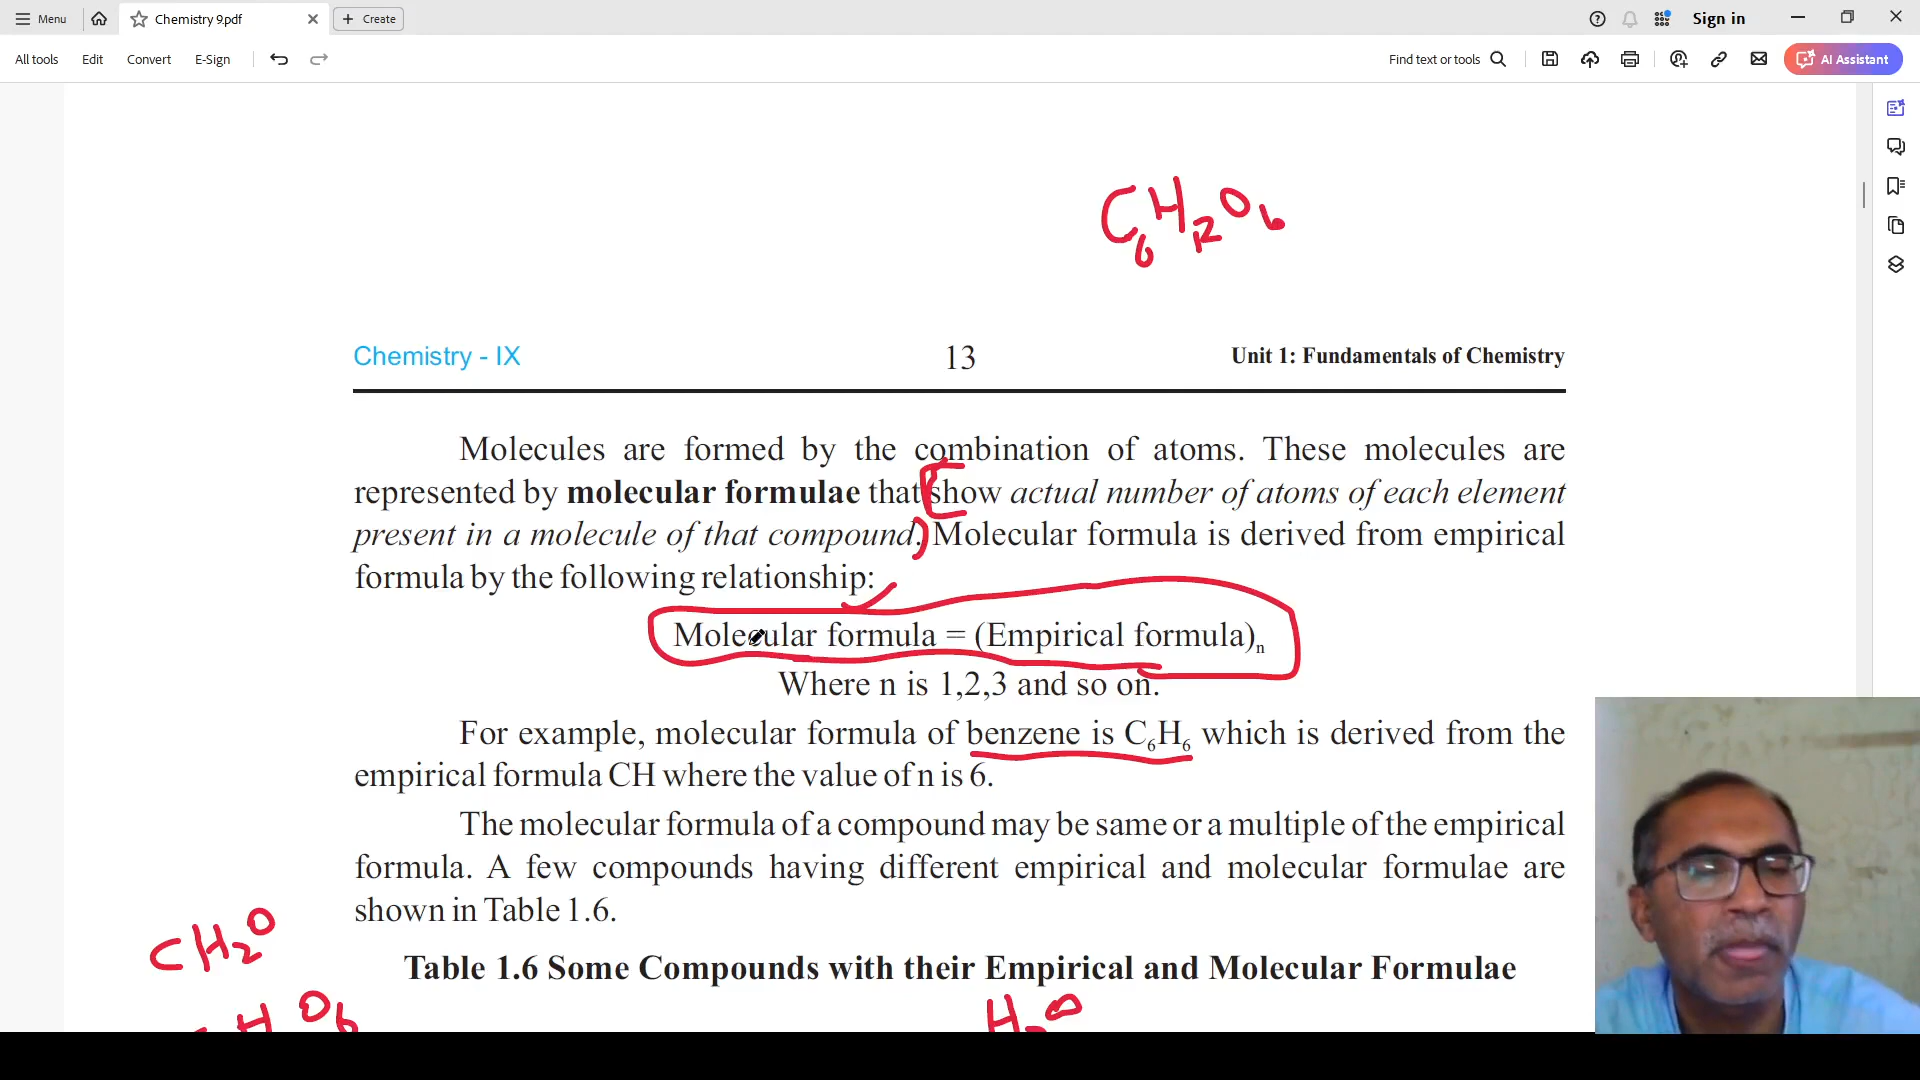 Menu Chemistry 9.pdf Create Sign in
All tools Edit Convert E-Sign Find text or tools AI Assistant
C6H12O6
Chemistry - IX 13 Unit 1: Fundamentals of Chemistry
Molecules are formed by the combination of atoms. These molecules are
represented by molecular formulae that show actual number of atoms of each element
present in a molecule of that compound. Molecular formula is derived from empirical
formula by the following relationship:
Molecular formula = (Empirical formula)n
Where n is 1,2,3 and so on.
For example, molecular formula of benzene is C6H6 which is derived from the
empirical formula CH where the value of n is 6.
The molecular formula of a compound may be same or a multiple of the empirical
formula. A few compounds having different empirical and molecular formulae are
shown in Table 1.6.
CH2O
Table 1.6 Some Compounds with their Empirical and Molecular Formulae